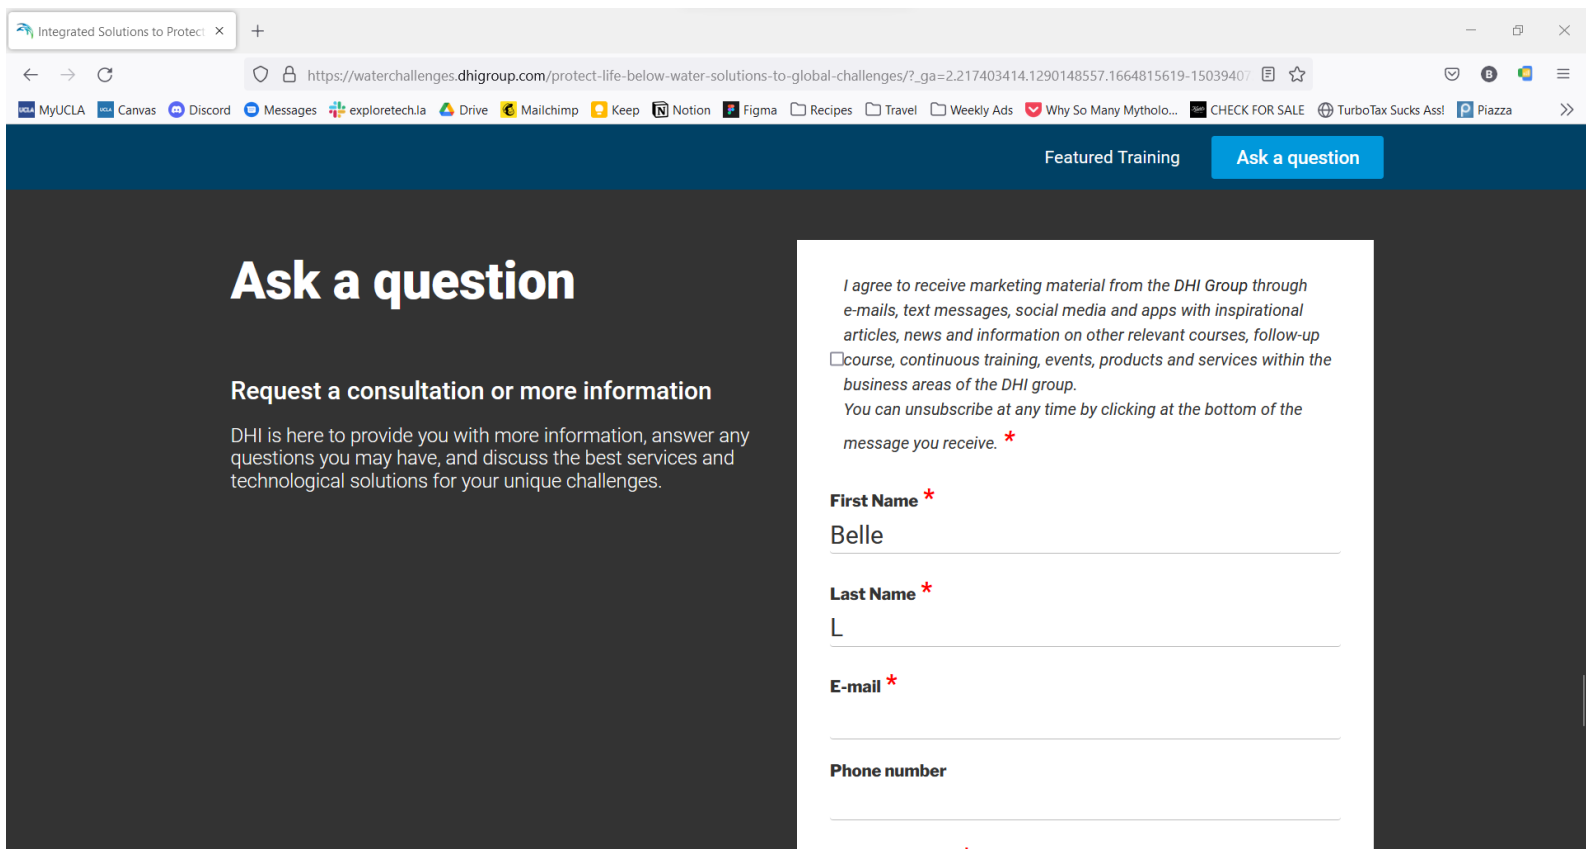 Integrated Solutions to Protect
https://waterchallenges.dhigroup.com/protect-life-below-water-solutions-to-global-challenges/?_ga=2.217403414.1290148557.1664815619-15039407
MyUCLA Canvas Discord Messages exploretech.la Drive Mailchimp Keep Notion Figma Recipes Travel Weekly Ads Why So Many Mytholo... CHECK FOR SALE TurboTax Sucks Ass! Piazza
Featured Training Ask a question
Ask a question
Request a consultation or more information
DHI is here to provide you with more information, answer any
questions you may have, and discuss the best services and
technological solutions for your unique challenges.
I agree to receive marketing material from the DHI Group through
e-mails, text messages, social media and apps with inspirational
articles, news and information on other relevant courses, follow-up
course, continuous training, events, products and services within the
business areas of the DHI group.
You can unsubscribe at any time by clicking at the bottom of the
message you receive. *
First Name *
Belle
Last Name *
L
E-mail *
Phone number